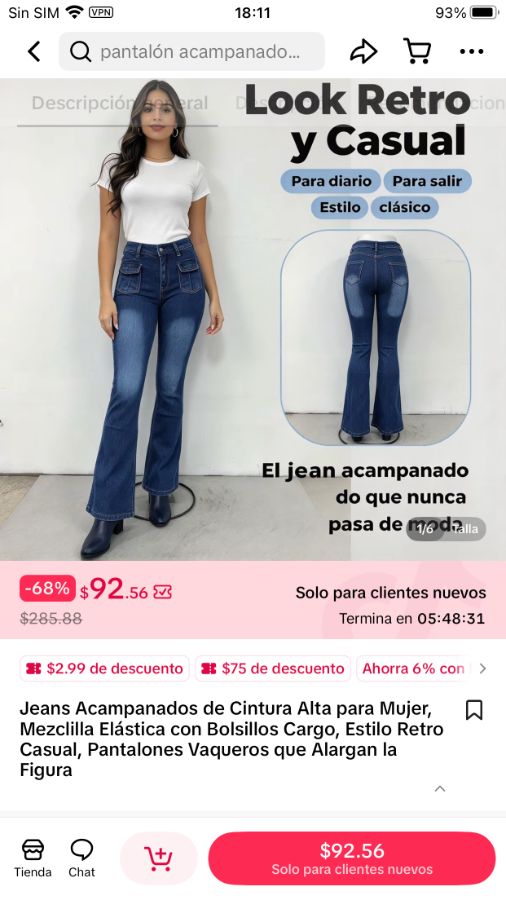 Sin SIM VPN 18:11 93%
pantalón acampanado...
Descripción general
Look Retro
y Casual
Para diario Para salir
Estilo clásico
El jean acampanado
do que nunca
pasa de moda
1/6 Talla
-68% $92.56
Solo para clientes nuevos
$285.88
Termina en 05:48:31
$2.99 de descuento $75 de descuento Ahorra 6% con
Jeans Acampanados de Cintura Alta para Mujer,
Mezclilla Elástica con Bolsillos Cargo, Estilo Retro
Casual, Pantalones Vaqueros que Alargan la
Figura
Tienda Chat
$92.56
Solo para clientes nuevos